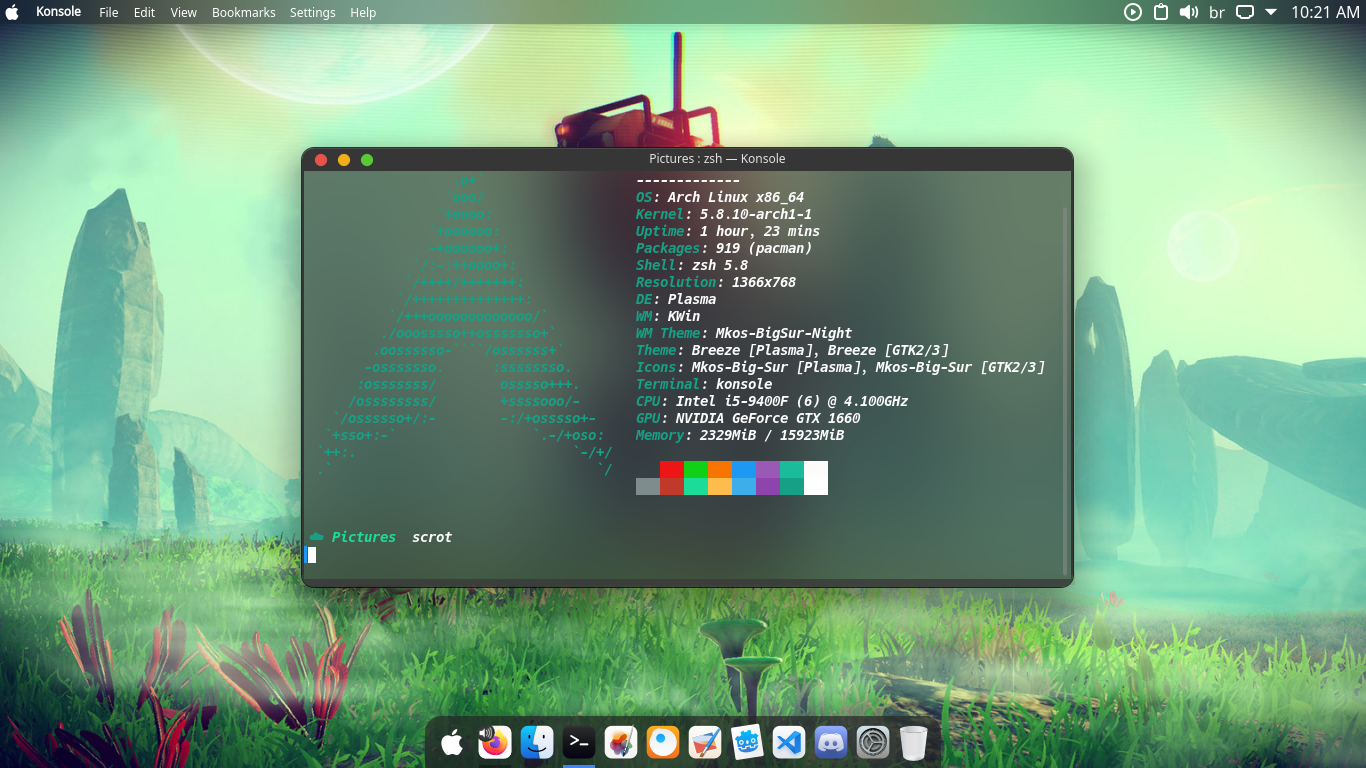 Konsole File Edit View Bookmarks Settings Help br 10:21 AM
Pictures : zsh — Konsole
-------------
OS: Arch Linux x86_64
Kernel: 5.8.10-arch1-1
Uptime: 1 hour, 23 mins
Packages: 919 (pacman)
Shell: zsh 5.8
Resolution: 1366x768
DE: Plasma
WM: KWin
WM Theme: Mkos-BigSur-Night
Theme: Breeze [Plasma], Breeze [GTK2/3]
Icons: Mkos-Big-Sur [Plasma], Mkos-Big-Sur [GTK2/3]
Terminal: konsole
CPU: Intel i5-9400F (6) @ 4.100GHz
GPU: NVIDIA GeForce GTX 1660
Memory: 2329MiB / 15923MiB
Pictures scrot